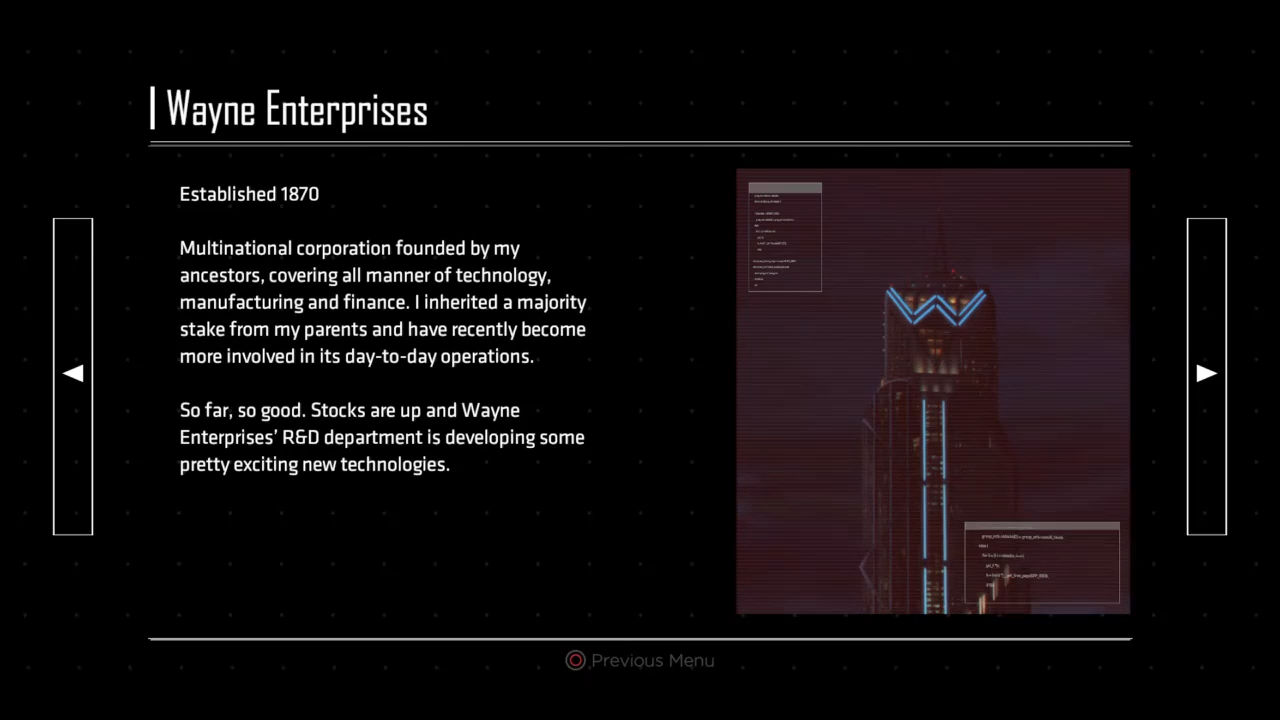 Wayne Enterprises
Established 1870
Multinational corporation founded by my
ancestors, covering all manner of technology,
manufacturing and finance. I inherited a majority
stake from my parents and have recently become
more involved in its day-to-day operations.
So far, so good. Stocks are up and Wayne
Enterprises’ R&D department is developing some
pretty exciting new technologies.
Previous Menu